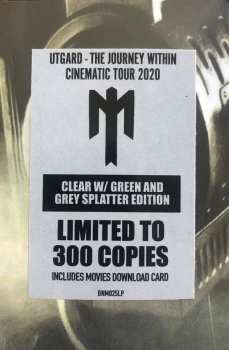 UTGARD - THE JOURNEY WITHIN
CINEMATIC TOUR 2020
CLEAR W/ GREEN AND
GREY SPLATTER EDITION
LIMITED TO
300 COPIES
INCLUDES MOVIES DOWNLOAD CARD
BNM025LP